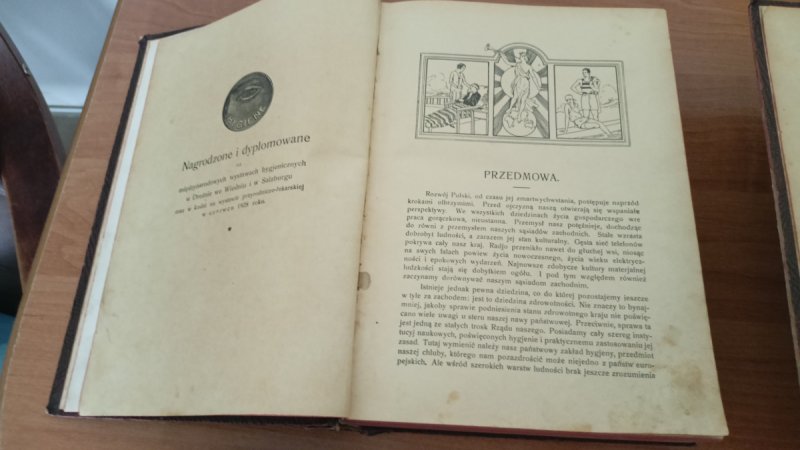 HYGIENE
Nagrodzone i dyplomowane
na
międzynarodowych wystawach hygjenicznych
w Dreźnie we Wiedniu i w Salzburgu
oraz w Łodzi na wystawie przyrodniczo-lekarskiej
w czerwcu 1928 roku.
PRZEDMOWA.
Rozwój Polski, od czasu jej zmartwychwstania, postępuje naprzód
krokami olbrzymimi. Przed ojczyzną naszą otwierają się wspaniałe
perspektywy. We wszystkich dziedzinach życia gospodarczego wre
praca gorączkowa, nieustanna. Przemysł nasz potężnieje, dochodząc
do równi z przemysłem naszych sąsiadów zachodnich. Stale wzrasta
dobrobyt ludności, a zarazem jej stan kulturalny. Gęsta sieć telefonów
pokrywa cały nasz kraj. Radjo przeniknło nawet do głuchej wsi, niosąc
na swych falach powiew życia nowoczesnego, życia wieku elektrycz-
ności i epokowych wydarzeń. Najnowsze zdobycze kultury materjalnej
ludzkości stają się dobytkiem ogółu. I pod tym względem również
zaczynamy dorównywać naszym sąsiadom zachodnim.
Istnieje jednak pewna dziedzina, co do której pozostajemy jeszcze
w tyle za zachodem: jest to dziedzina zdrowotności. Nie znaczy to bynaj-
mniej, jakoby sprawie podniesienia stanu zdrowotnego kraju nie poświę-
cano wiele uwagi u steru naszej nawy państwowej. Przeciwnie, sprawa ta
jest jedną ze stałych trosk Rządu naszego. Posiadamy cały szereg insty-
tucyj naukowych, poświęconych hygjenie i praktycznemu zastosowaniu jej
zasad. Tutaj wymienić należy nasz państwowy zakład hygjeny, przedmiot
naszej chluby, którego nam pozazdrościć może niejedno z państw euro-
pejskich. Ale wśród szerokich warstw ludności brak jeszcze zrozumienia